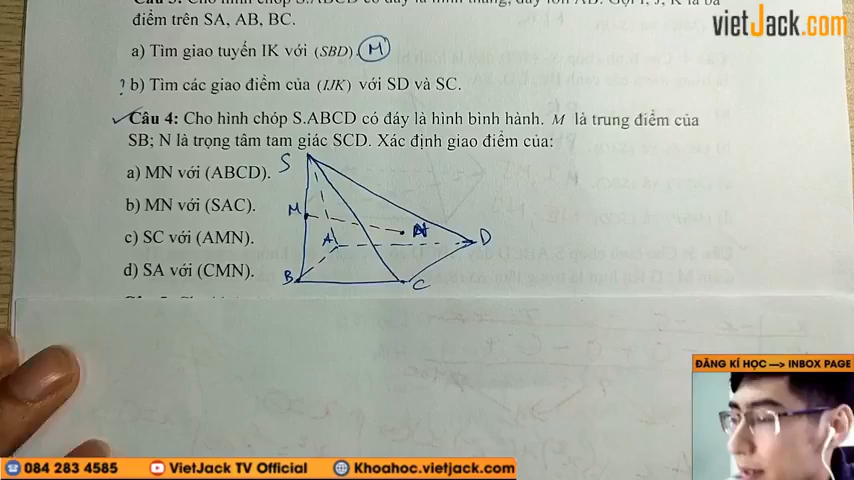 vietJack.com
điểm trên SA, AB, BC.
a) Tìm giao tuyến IK với (SBD). M
? b) Tìm các giao điểm của (IJK) với SD và SC.
Câu 4: Cho hình chóp S.ABCD có đáy là hình bình hành. M là trung điểm của
SB; N là trọng tâm tam giác SCD. Xác định giao điểm của:
a) MN với (ABCD).
b) MN với (SAC).
c) SC với (AMN).
d) SA với (CMN).
S
M
N
A
D
B
C
ĐĂNG KÍ HỌC —> INBOX PAGE
084 283 4585 VietJack TV Official Khoahoc.vietjack.com